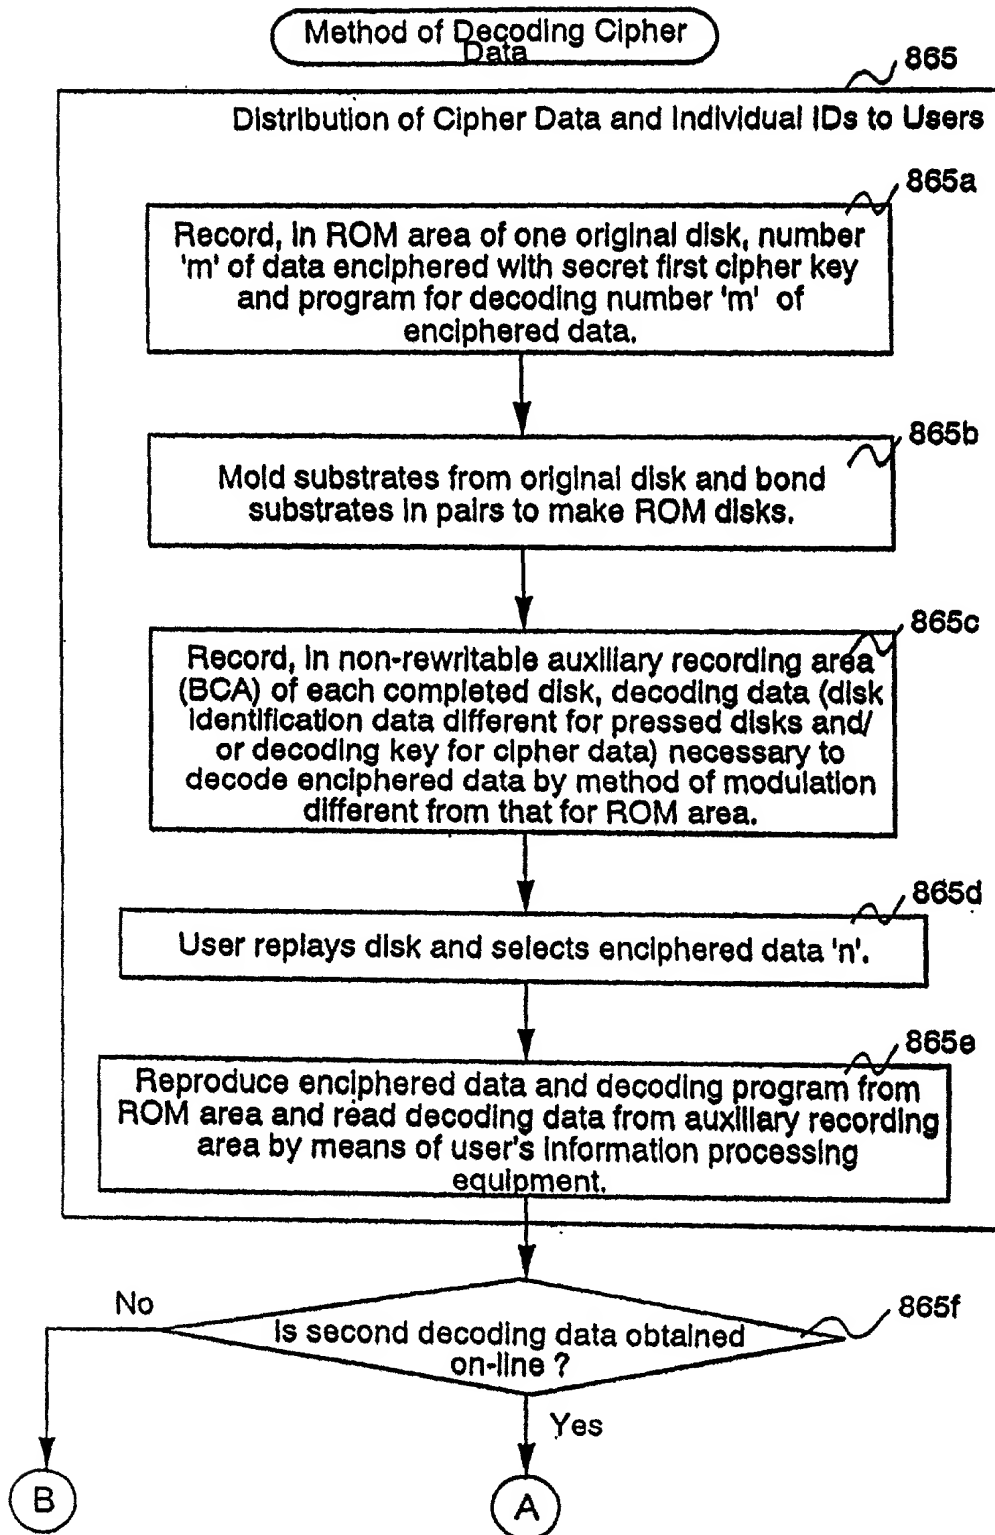 Method of Decoding Cipher
Data
865
Distribution of Cipher Data and Individual IDs to Users
865a
Record, in ROM area of one original disk, number
'm' of data enciphered with secret first cipher key
and program for decoding number 'm' of
enciphered data.
865b
Mold substrates from original disk and bond
substrates in pairs to make ROM disks.
865c
Record, in non-rewritable auxiliary recording area
(BCA) of each completed disk, decoding data (disk
identification data different for pressed disks and/
or decoding key for cipher data) necessary to
decode enciphered data by method of modulation
different from that for ROM area.
865d
User replays disk and selects enciphered data 'n'.
865e
Reproduce enciphered data and decoding program from
ROM area and read decoding data from auxiliary recording
area by means of user's information processing
equipment.
865f
No
Is second decoding data obtained
on-line ?
Yes
B
A